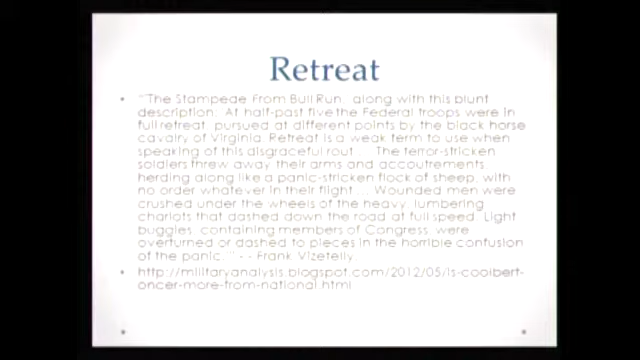 Retreat
• "The Stampede From Bull Run, along with this blunt
description: At half-past five the Federal troops were in
full retreat, pursued at different points by the black horse
cavalry of Virginia. Retreat is a weak term to use when
speaking of this disgraceful rout ... The terror-stricken
soldiers threw away their arms and accoutrements,
herding along like a panic-stricken flock of sheep, with
no order whatever in their flight ... Wounded men were
crushed under the wheels of the heavy, lumbering
chariots that dashed down the road at full speed. Light
buggies, containing members of Congress, were
overturned or dashed to pieces in the horrible confusion
of the panic.'" - - Frank Vizetelly.
• http://militaryanalysis.blogspot.com/2012/05/is-coolbert-
oncer-more-from-national.html